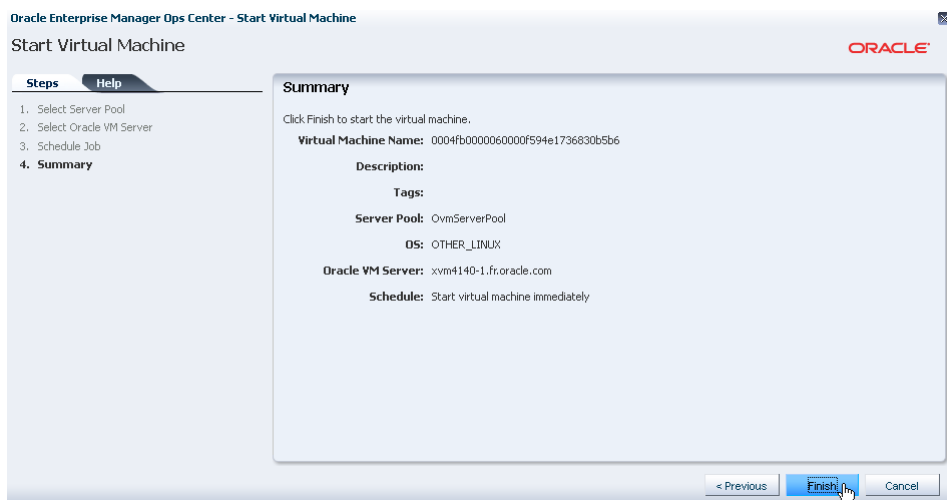 Oracle Enterprise Manager Ops Center - Start Virtual Machine
Start Virtual Machine
ORACLE
Steps Help
1. Select Server Pool
2. Select Oracle VM Server
3. Schedule Job
4. Summary
Summary
Click Finish to start the virtual machine.
Virtual Machine Name: 0004fb0000060000f594e1736830b5b6
Description:
Tags:
Server Pool: OvmServerPool
OS: OTHER_LINUX
Oracle VM Server: xvm4140-1.fr.oracle.com
Schedule: Start virtual machine immediately
< Previous Finish Cancel